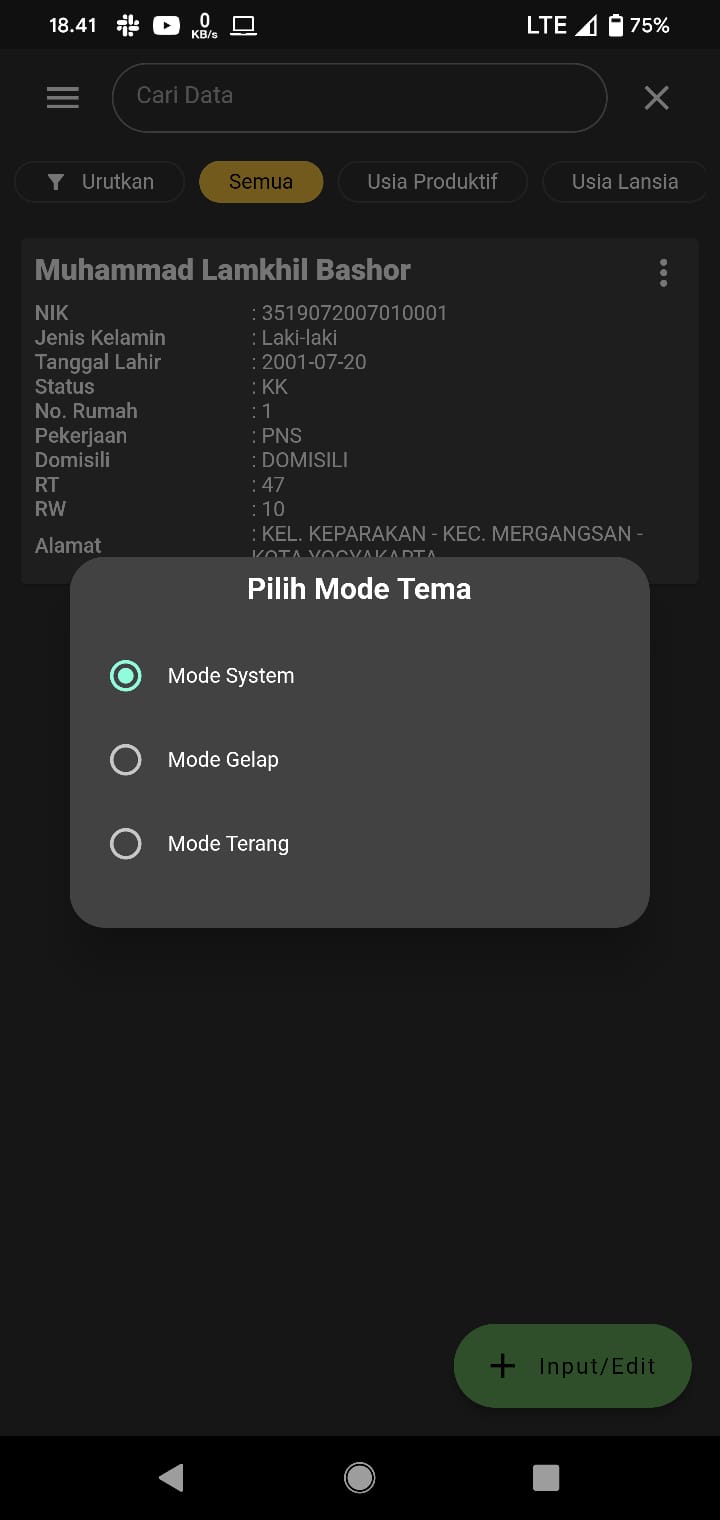 18.41 0 KB/s LTE 75%
Cari Data
Urutkan Semua Usia Produktif Usia Lansia
Muhammad Lamkhil Bashor
NIK : 3519072007010001
Jenis Kelamin : Laki-laki
Tanggal Lahir : 2001-07-20
Status : KK
No. Rumah : 1
Pekerjaan : PNS
Domisili : DOMISILI
RT : 47
RW : 10
Alamat : KEL. KEPARAKAN - KEC. MERGANGSAN -
KOTA YOGYAKARTA
Pilih Mode Tema
Mode System
Mode Gelap
Mode Terang
Input/Edit